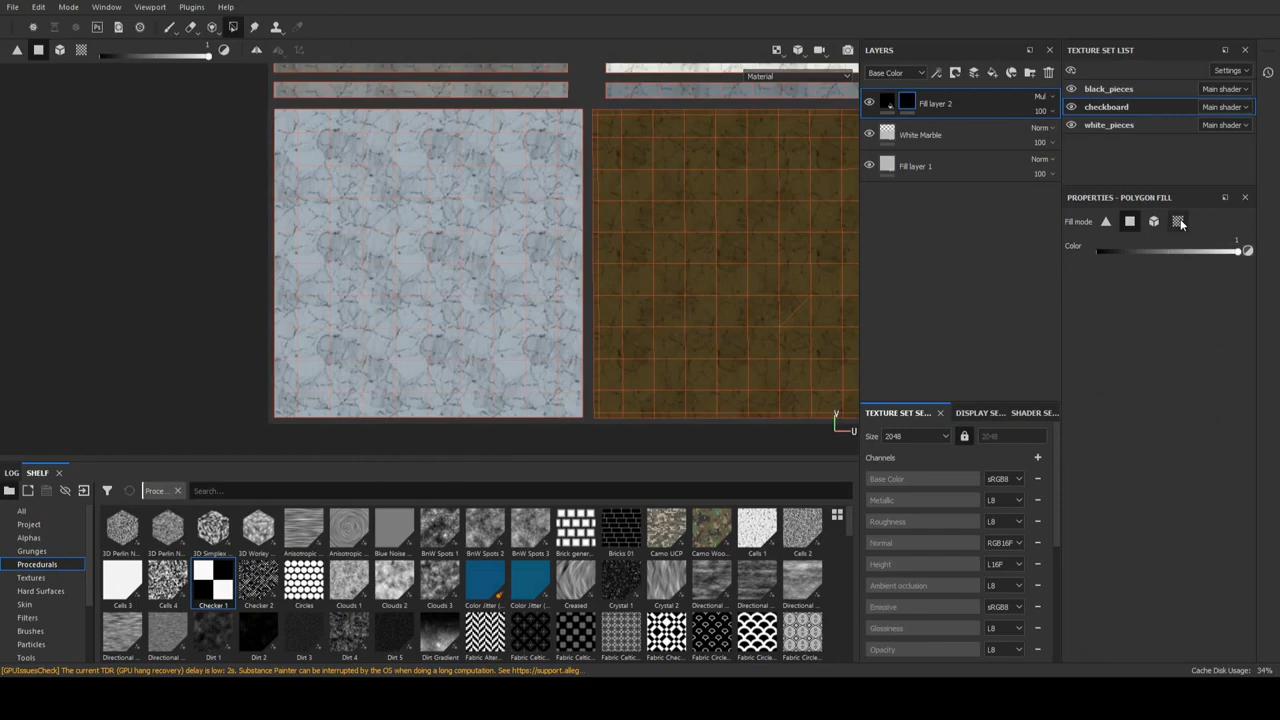 File Edit Mode Window Viewport Plugins Help
1
Material
LAYERS
Base Color
Fill layer 2
Mul
100
White Marble
Norm
100
Fill layer 1
Norm
100
TEXTURE SET LIST
Settings
black_pieces Main shader
checkboard Main shader
white_pieces Main shader
PROPERTIES - POLYGON FILL
Fill mode
Color 1
V
U
TEXTURE SET SE... DISPLAY SE... SHADER SE...
Size 2048 2048
Channels
Base Color sRGB8
Metallic L8
Roughness L8
Normal RGB16F
Height L16F
Ambient occlusion L8
Emissive sRGB8
Glossiness L8
Opacity L8
LOG SHELF
Proce... Search...
All
Project
Alphas
Grunges
Procedurals
Textures
Hard Surfaces
Skin
Filters
Brushes
Particles
Tools
3D Perlin N... 3D Perlin N... 3D Simplex ... 3D Worley ... Anisotropic ... Anisotropic ... Blue Noise ... BnW Spots 1 BnW Spots 2 BnW Spots 3 Brick gener... Bricks 01 Camo UCP Camo Woo... Cells 1 Cells 2
Cells 3 Cells 4 Checker 1 Checker 2 Circles Clouds 1 Clouds 2 Clouds 3 Color Jitter (... Color Jitter (... Creased Crystal 1 Crystal 2 Directional ... Directional ... Directional ...
Directional ... Directional ... Dirt 1 Dirt 2 Dirt 3 Dirt 4 Dirt 5 Dirt Gradient Fabric Alter... Fabric Celtic... Fabric Celtic... Fabric Celtic... Fabric Chec... Fabric Circle... Fabric Circle... Fabric Circle...
[GPUIssuesCheck] The current TDR (GPU hang recovery) delay is low: 2s. Substance Painter can be interrupted by the OS when doing a long computation. See https://support.alleg...
Cache Disk Usage: 34%